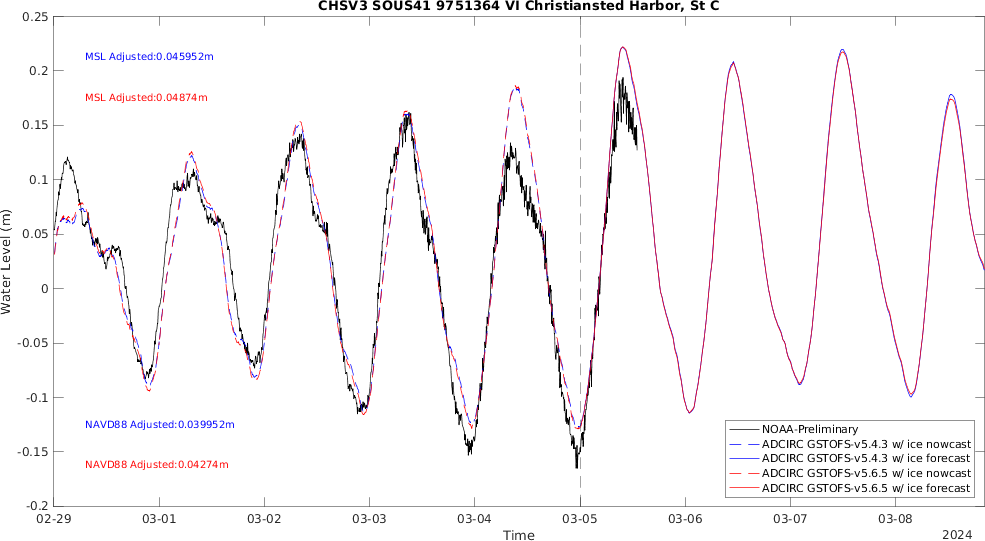 CHSV3 SOUS41 9751364 VI Christiansted Harbor, St C
0.25
0.2
0.15
0.1
0.05
0
-0.05
-0.1
-0.15
-0.2
Water Level (m)
MSL Adjusted:0.045952m
MSL Adjusted:0.04874m
NAVD88 Adjusted:0.039952m
NAVD88 Adjusted:0.04274m
NOAA-Preliminary
ADCIRC GSTOFS-v5.4.3 w/ ice nowcast
ADCIRC GSTOFS-v5.4.3 w/ ice forecast
ADCIRC GSTOFS-v5.6.5 w/ ice nowcast
ADCIRC GSTOFS-v5.6.5 w/ ice forecast
02-29 03-01 03-02 03-03 03-04 03-05 03-06 03-07 03-08
Time
2024